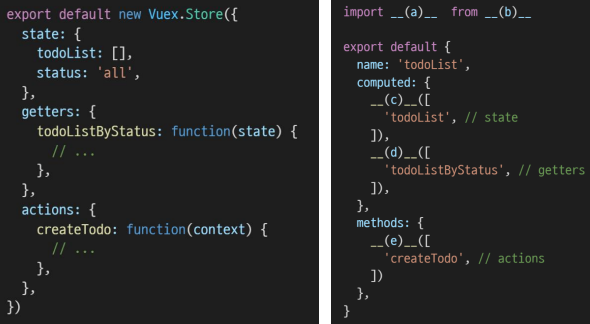 export default new Vuex.Store({
  state: {
    todoList: [],
    status: 'all',
  },
  getters: {
    todoListByStatus: function(state) {
      // ...
    },
  },
  actions: {
    createTodo: function(context) {
      // ...
    },
  },
})
import __(a)__  from __(b)__

export default {
  name: 'todoList',
  computed: {
    __(c)__([
      'todoList', // state
    ]),
    __(d)__([
      'todoListByStatus', // getters
    ]),
  },
  methods: {
    __(e)__([
      'createTodo', // actions
    ])
  },
}